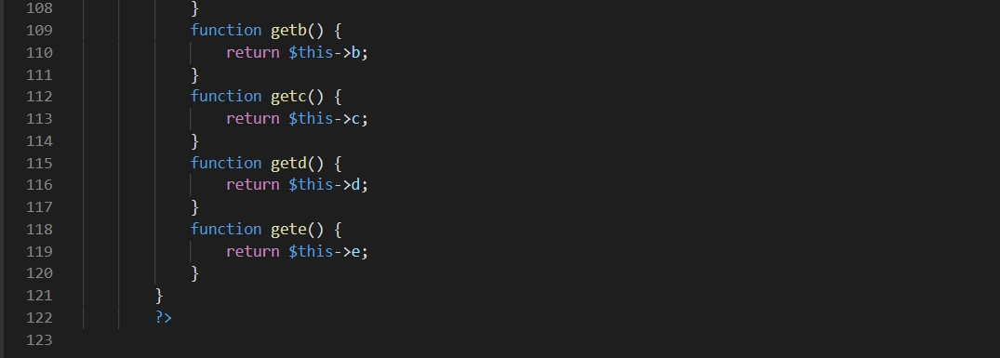 108 }
109 function getb() {
110 return $this->b;
111 }
112 function getc() {
113 return $this->c;
114 }
115 function getd() {
116 return $this->d;
117 }
118 function gete() {
119 return $this->e;
120 }
121 }
122 ?>
123